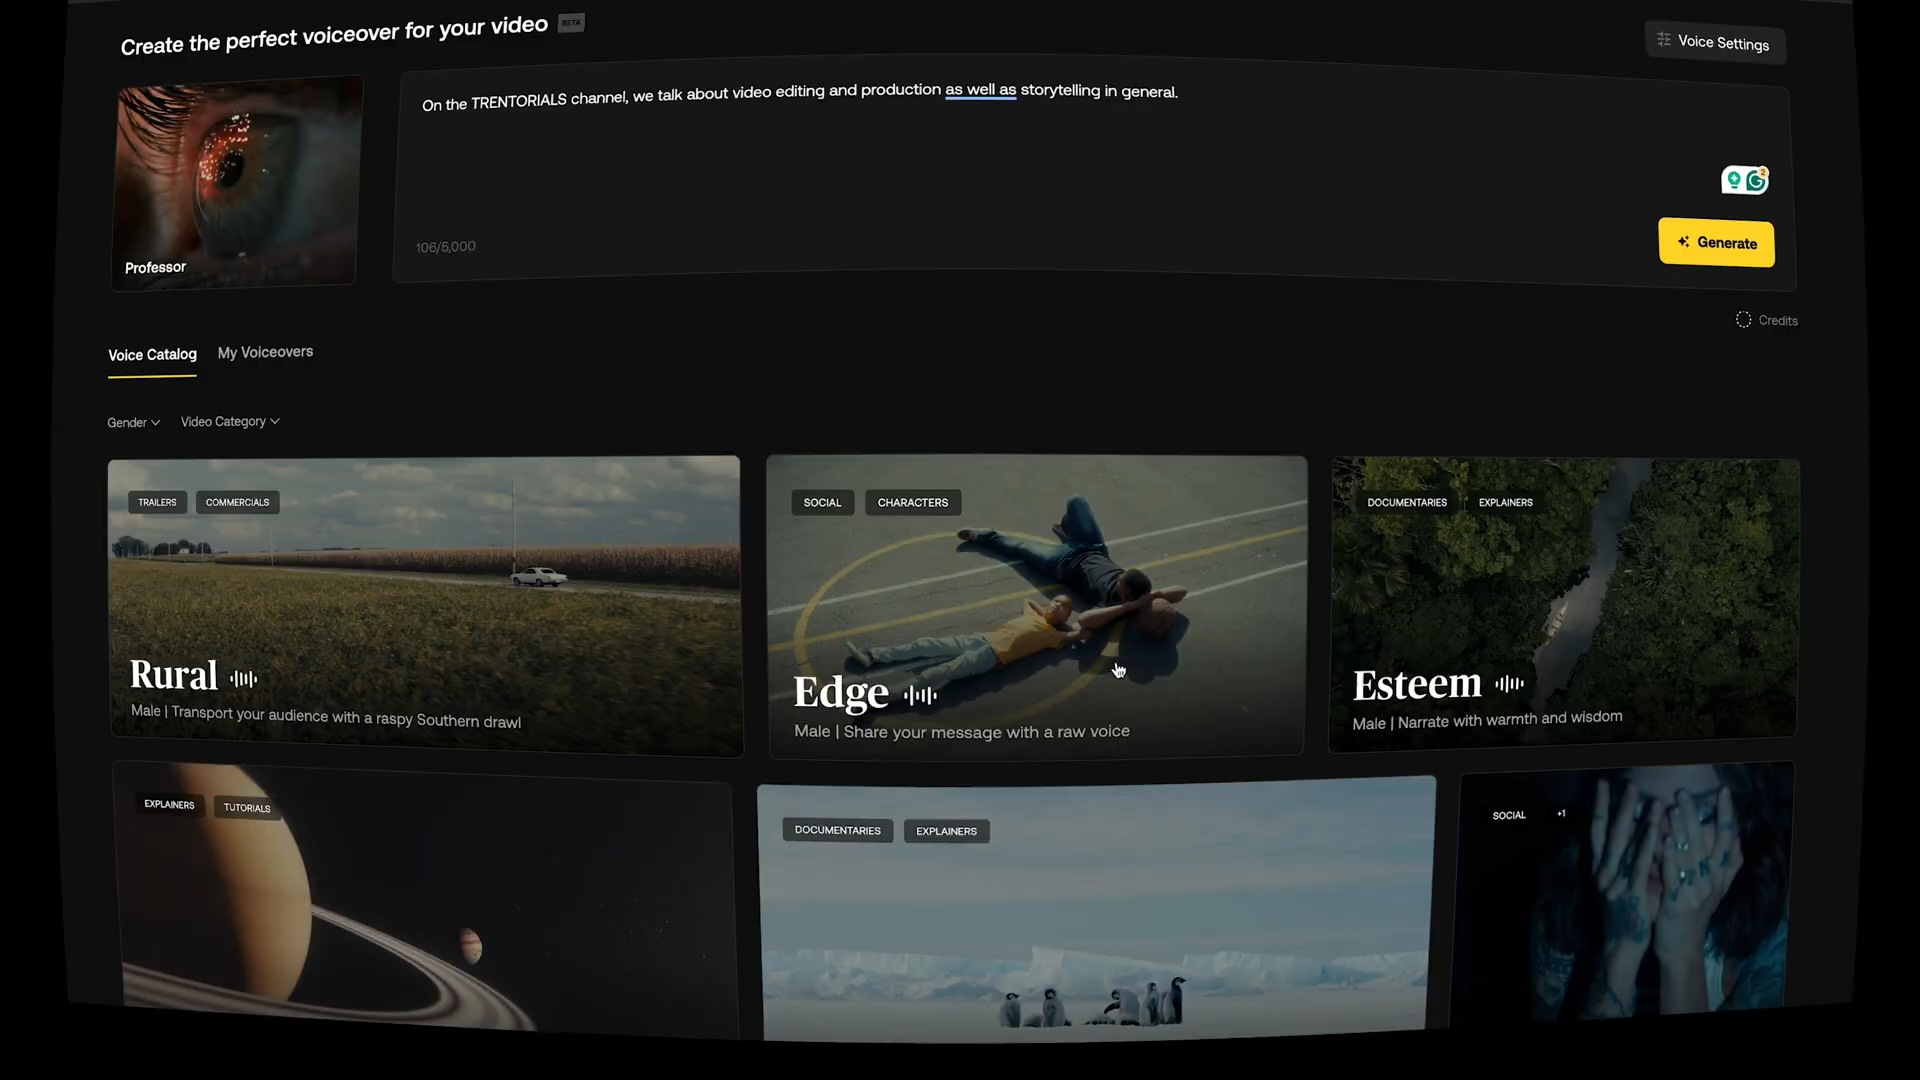 Create the perfect voiceover for your video BETA
Voice Settings
On the TRENTORIALS channel, we talk about video editing and production as well as storytelling in general.
2
Professor
106/5,000
Generate
Credits
Voice Catalog My Voiceovers
Gender Video Category
TRAILERS COMMERCIALS
Rural
Male | Transport your audience with a raspy Southern drawl
SOCIAL CHARACTERS
Edge
Male | Share your message with a raw voice
DOCUMENTARIES EXPLAINERS
Esteem
Male | Narrate with warmth and wisdom
EXPLAINERS TUTORIALS
DOCUMENTARIES EXPLAINERS
SOCIAL +1